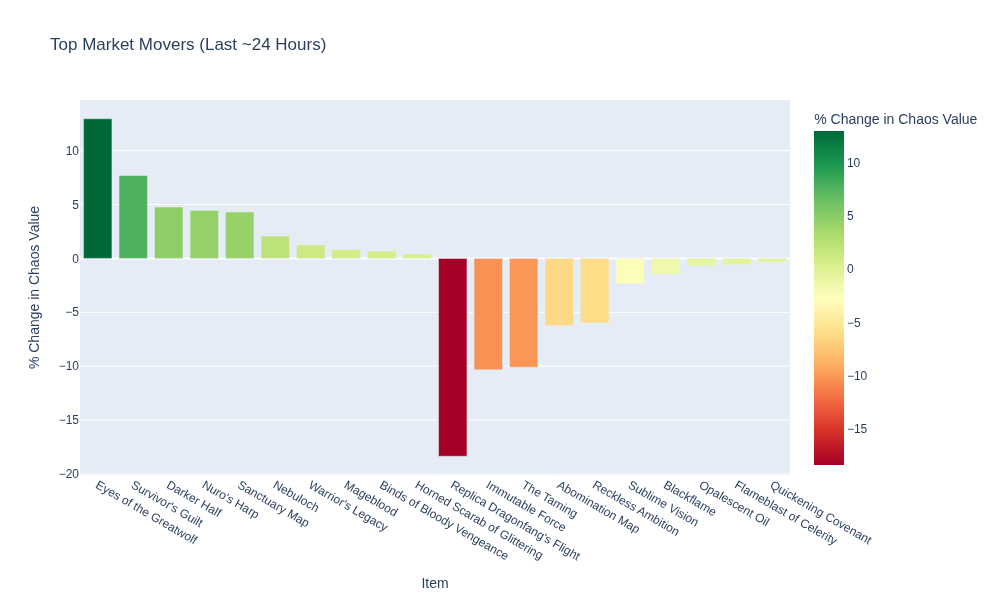 Top Market Movers (Last ~24 Hours)
% Change in Chaos Value
10
5
0
−5
−10
−15
−20
Eyes of the Greatwolf
Survivor's Guilt
Darker Half
Nuro's Harp
Sanctuary Map
Nebuloch
Warrior's Legacy
Mageblood
Binds of Bloody Vengeance
Horned Scarab of Glittering
Replica Dragonfang's Flight
Immutable Force
The Taming
Abomination Map
Reckless Ambition
Sublime Vision
Blackflame
Opalescent Oil
Flameblast of Celerity
Quickening Covenant
Item
% Change in Chaos Value
10
5
0
−5
−10
−15